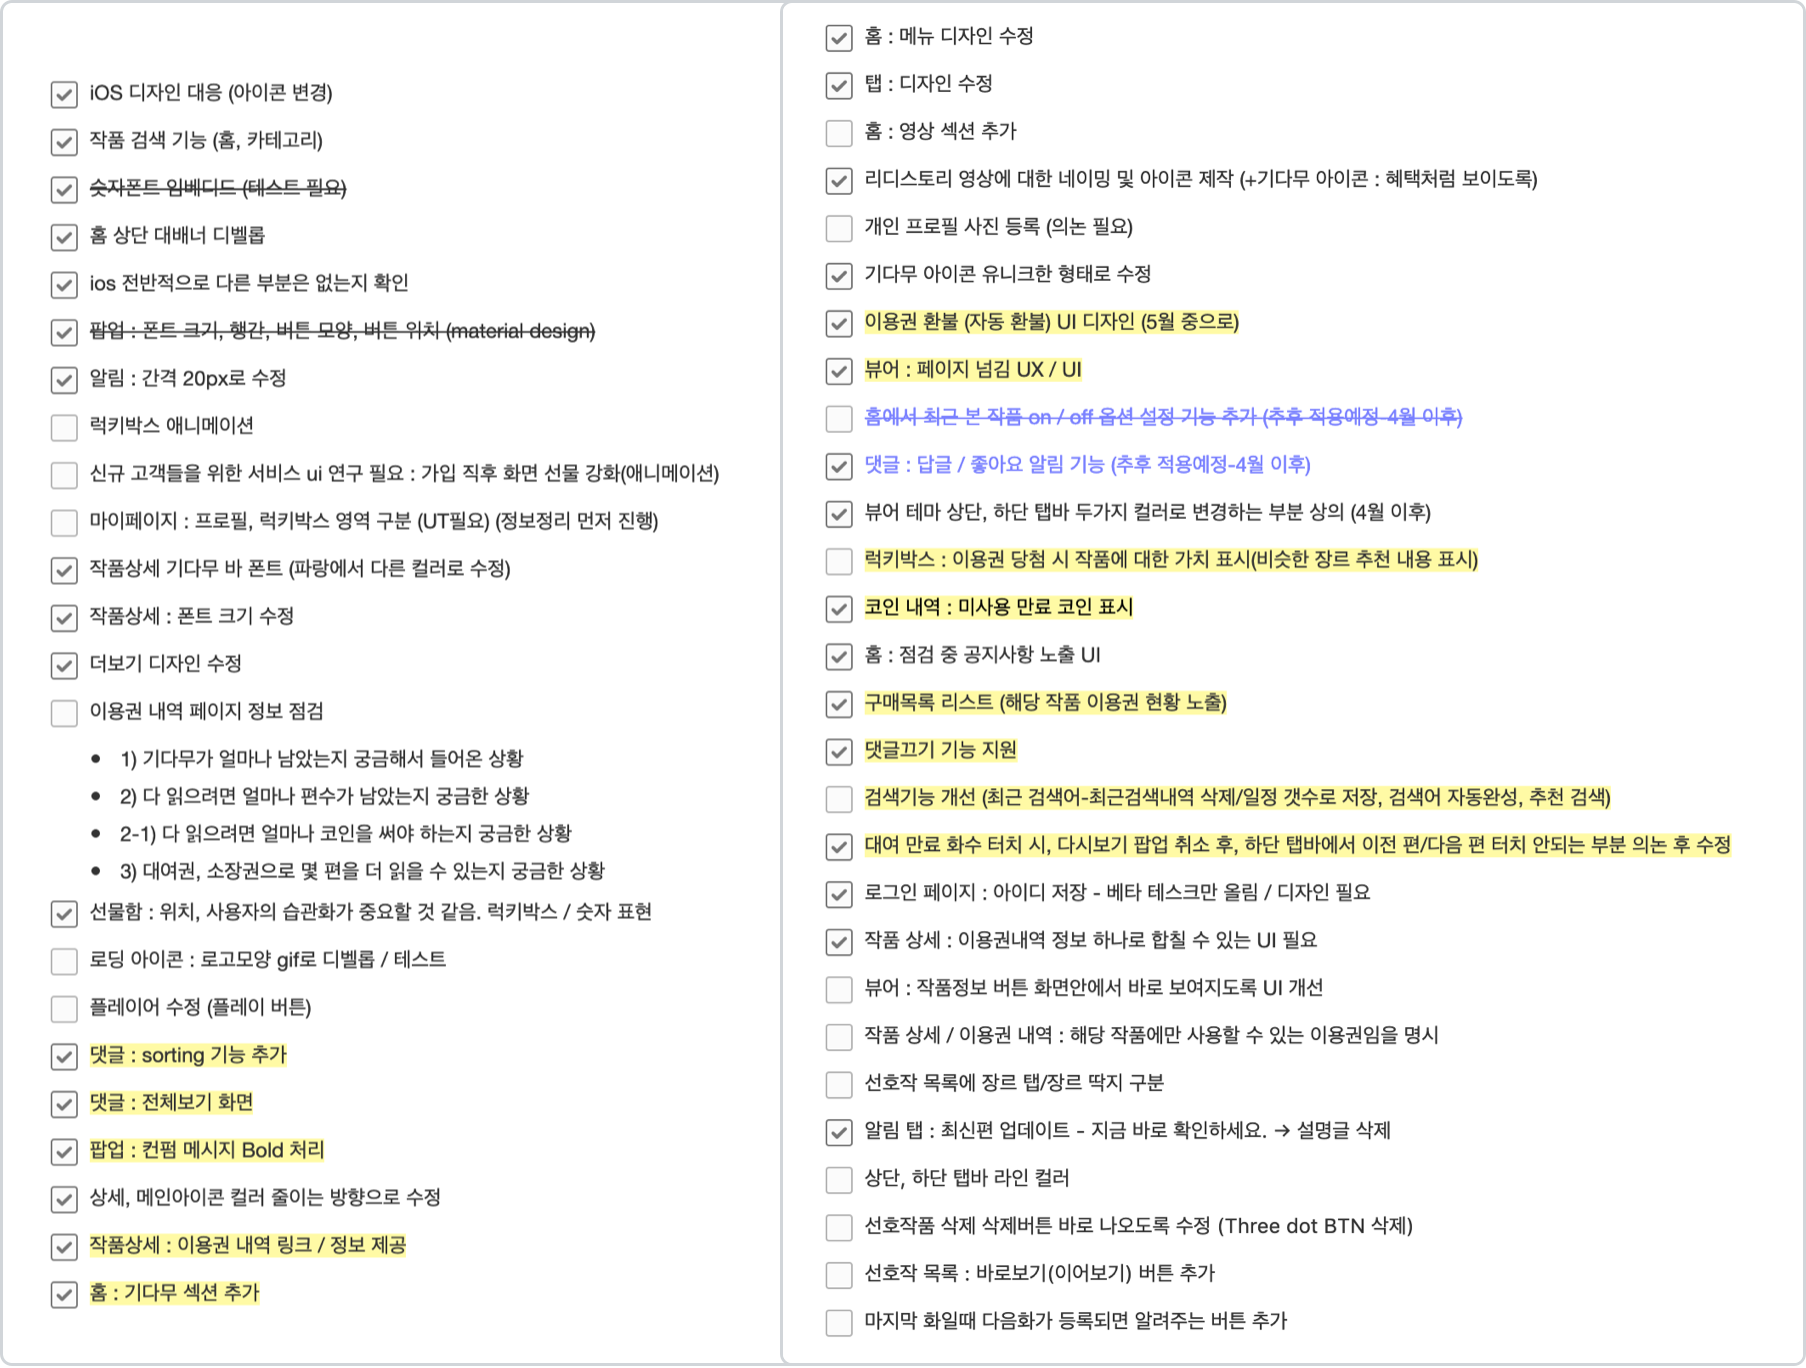 iOS 디자인 대응 (아이콘 변경)
작품 검색 기능 (홈, 카테고리)
숫자폰트 임베디드 (테스트 필요)
홈 상단 대배너 디벨롭
ios 전반적으로 다른 부분은 없는지 확인
팝업 : 폰트 크기, 행간, 버튼 모양, 버튼 위치 (material design)
알림 : 간격 20px로 수정
럭키박스 애니메이션
신규 고객들을 위한 서비스 ui 연구 필요 : 가입 직후 화면 선물 강화(애니메이션)
마이페이지 : 프로필, 럭키박스 영역 구분 (UT필요) (정보정리 먼저 진행)
작품상세 기다무 바 폰트 (파랑에서 다른 컬러로 수정)
작품상세 : 폰트 크기 수정
더보기 디자인 수정
이용권 내역 페이지 정보 점검
• 1) 기다무가 얼마나 남았는지 궁금해서 들어온 상황
• 2) 다 읽으려면 얼마나 편수가 남았는지 궁금한 상황
• 2-1) 다 읽으려면 얼마나 코인을 써야 하는지 궁금한 상황
• 3) 대여권, 소장권으로 몇 편을 더 읽을 수 있는지 궁금한 상황
선물함 : 위치, 사용자의 습관화가 중요할 것 같음. 럭키박스 / 숫자 표현
로딩 아이콘 : 로고모양 gif로 디벨롭 / 테스트
플레이어 수정 (플레이 버튼)
댓글 : sorting 기능 추가
댓글 : 전체보기 화면
팝업 : 컨펌 메시지 Bold 처리
상세, 메인아이콘 컬러 줄이는 방향으로 수정
작품상세 : 이용권 내역 링크 / 정보 제공
홈 : 기다무 섹션 추가
홈 : 메뉴 디자인 수정
탭 : 디자인 수정
홈 : 영상 섹션 추가
리디스토리 영상에 대한 네이밍 및 아이콘 제작 (+기다무 아이콘 : 혜택처럼 보이도록)
개인 프로필 사진 등록 (의논 필요)
기다무 아이콘 유니크한 형태로 수정
이용권 환불 (자동 환불) UI 디자인 (5월 중으로)
뷰어 : 페이지 넘김 UX / UI
홈에서 최근 본 작품 on / off 옵션 설정 기능 추가 (추후 적용예정-4월 이후)
댓글 : 답글 / 좋아요 알림 기능 (추후 적용예정-4월 이후)
뷰어 테마 상단, 하단 탭바 두가지 컬러로 변경하는 부분 상의 (4월 이후)
럭키박스 : 이용권 당첨 시 작품에 대한 가치 표시(비슷한 장르 추천 내용 표시)
코인 내역 : 미사용 만료 코인 표시
홈 : 점검 중 공지사항 노출 UI
구매목록 리스트 (해당 작품 이용권 현황 노출)
댓글끄기 기능 지원
검색기능 개선 (최근 검색어-최근검색내역 삭제/일정 갯수로 저장, 검색어 자동완성, 추천 검색)
대여 만료 화수 터치 시, 다시보기 팝업 취소 후, 하단 탭바에서 이전 편/다음 편 터치 안되는 부분 의논 후 수정
로그인 페이지 : 아이디 저장 - 베타 테스크만 올림 / 디자인 필요
작품 상세 : 이용권내역 정보 하나로 합칠 수 있는 UI 필요
뷰어 : 작품정보 버튼 화면안에서 바로 보여지도록 UI 개선
작품 상세 / 이용권 내역 : 해당 작품에만 사용할 수 있는 이용권임을 명시
선호작 목록에 장르 탭/장르 딱지 구분
알림 탭 : 최신편 업데이트 - 지금 바로 확인하세요. → 설명글 삭제
상단, 하단 탭바 라인 컬러
선호작품 삭제 삭제버튼 바로 나오도록 수정 (Three dot BTN 삭제)
선호작 목록 : 바로보기(이어보기) 버튼 추가
마지막 화일때 다음화가 등록되면 알려주는 버튼 추가